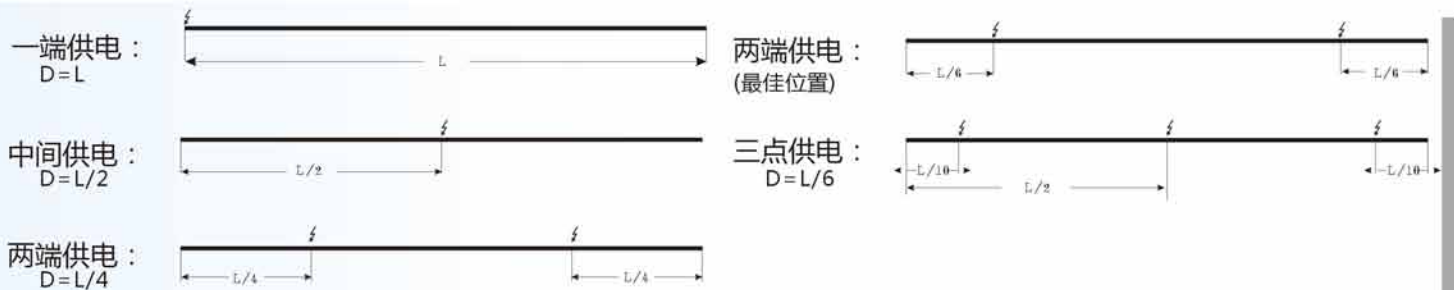 一端供电：
D=L
L
中间供电：
D=L/2
L/2
两端供电：
D=L/4
L/4
L/4
两端供电：
(最佳位置)
L/6
L/6
三点供电：
D=L/6
L/10
L/10
L/2